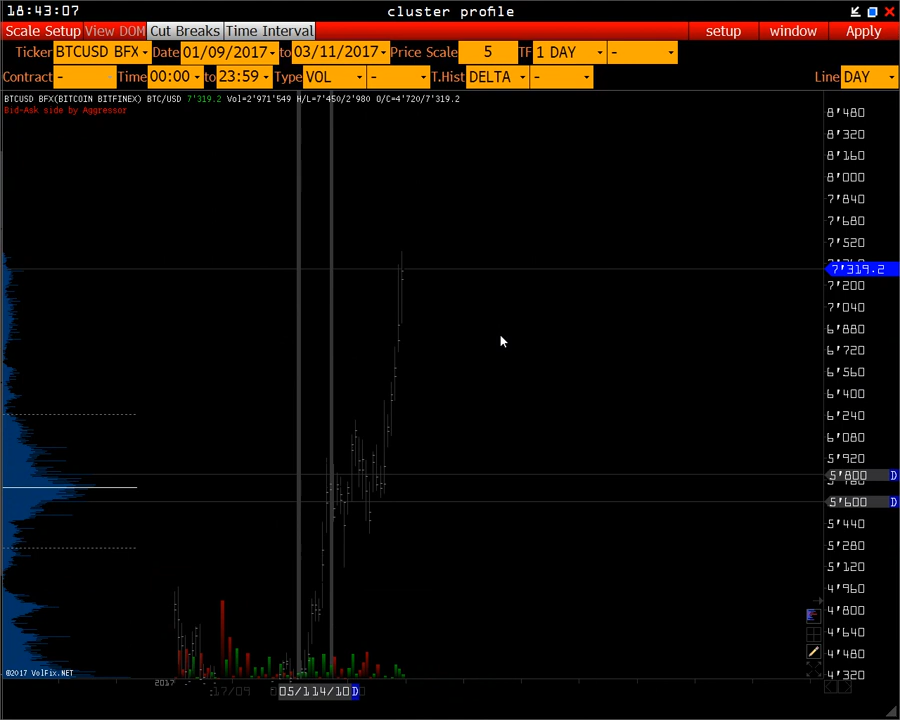 18:43:07 cluster profile
Scale Setup View DOM Cut Breaks Time Interval setup window Apply
Ticker BTCUSD BFX Date 01/09/2017 to 03/11/2017 Price Scale 5 TF 1 DAY -
Contract - Time 00:00 to 23:59 Type VOL - T.Hist DELTA - Line DAY
BTCUSD BFX(BITCOIN BITFINEX) BTC/USD 7'319.2 Vol=2'971'549 H/L=7'450/2'980 O/C=4'720/7'319.2
Bid-Ask side by Aggressor
8'480
8'320
8'160
8'000
7'840
7'680
7'520
7'319.2
7'200
7'040
6'880
6'720
6'560
6'400
6'240
6'080
5'920
5'800 D
5'600 D
5'440
5'280
5'120
4'960
4'800
4'640
4'480
4'320
©2017 VolFix.NET
2017
17/09 05/1 14/10 D